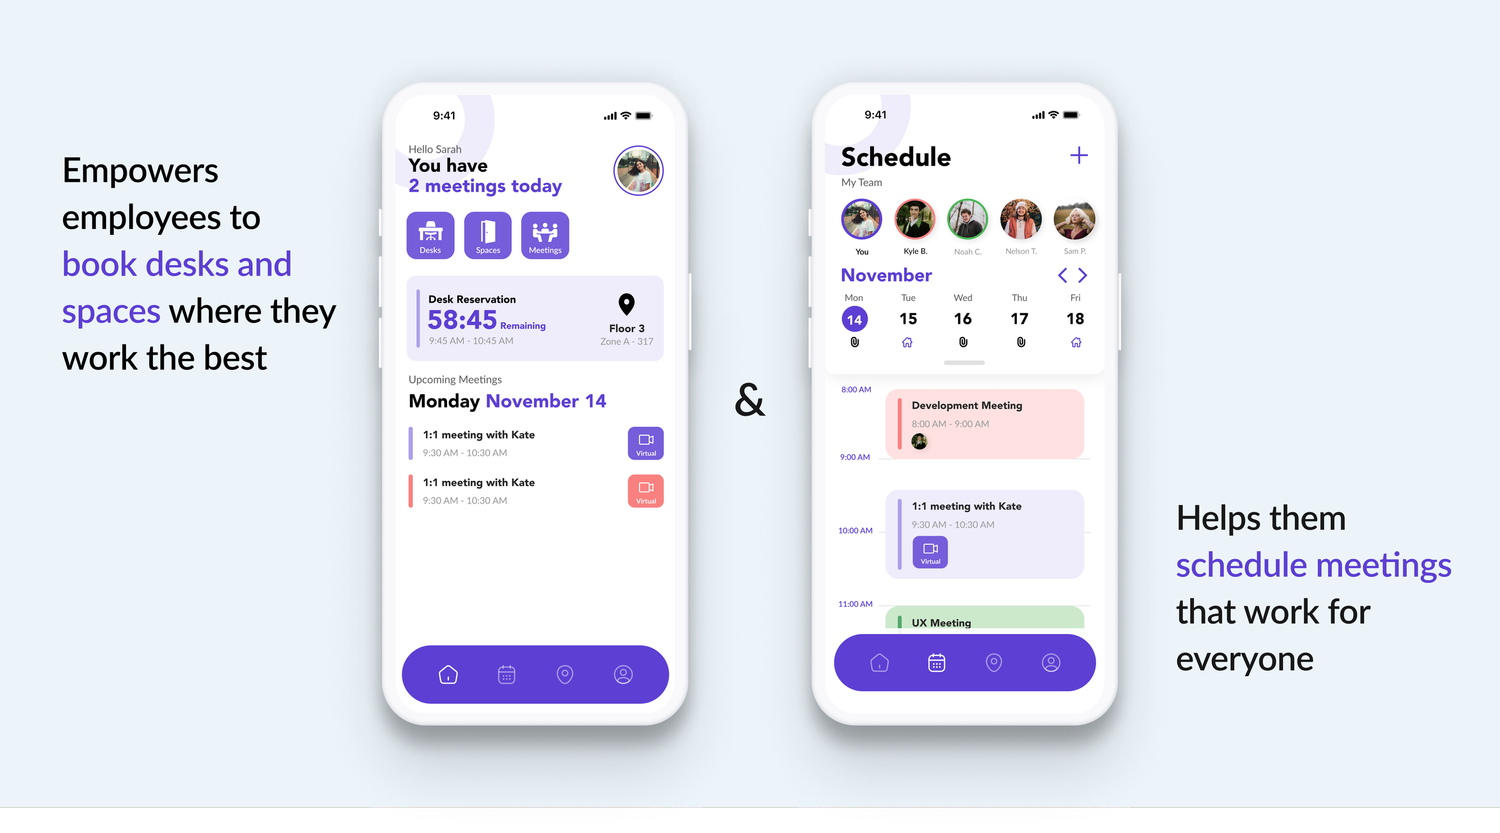 Empowers
employees to
book desks and
spaces where they
work the best
9:41
Hello Sarah
You have
2 meetings today
Desks
Spaces
Meetings
Desk Reservation
58:45 Remaining
9:45 AM - 10:45 AM
Floor 3
Zone A - 317
Upcoming Meetings
Monday November 14
1:1 meeting with Kate
9:30 AM - 10:30 AM
Virtual
1:1 meeting with Kate
9:30 AM - 10:30 AM
Virtual
&
9:41
Schedule
My Team
You
Kyle B.
Noah C.
Nelson T.
Sam P.
November
Mon Tue Wed Thu Fri
14 15 16 17 18
8:00 AM
Development Meeting
8:00 AM - 9:00 AM
9:00 AM
1:1 meeting with Kate
9:30 AM - 10:30 AM
10:00 AM
Virtual
11:00 AM
UX Meeting
Helps them
schedule meetings
that work for
everyone